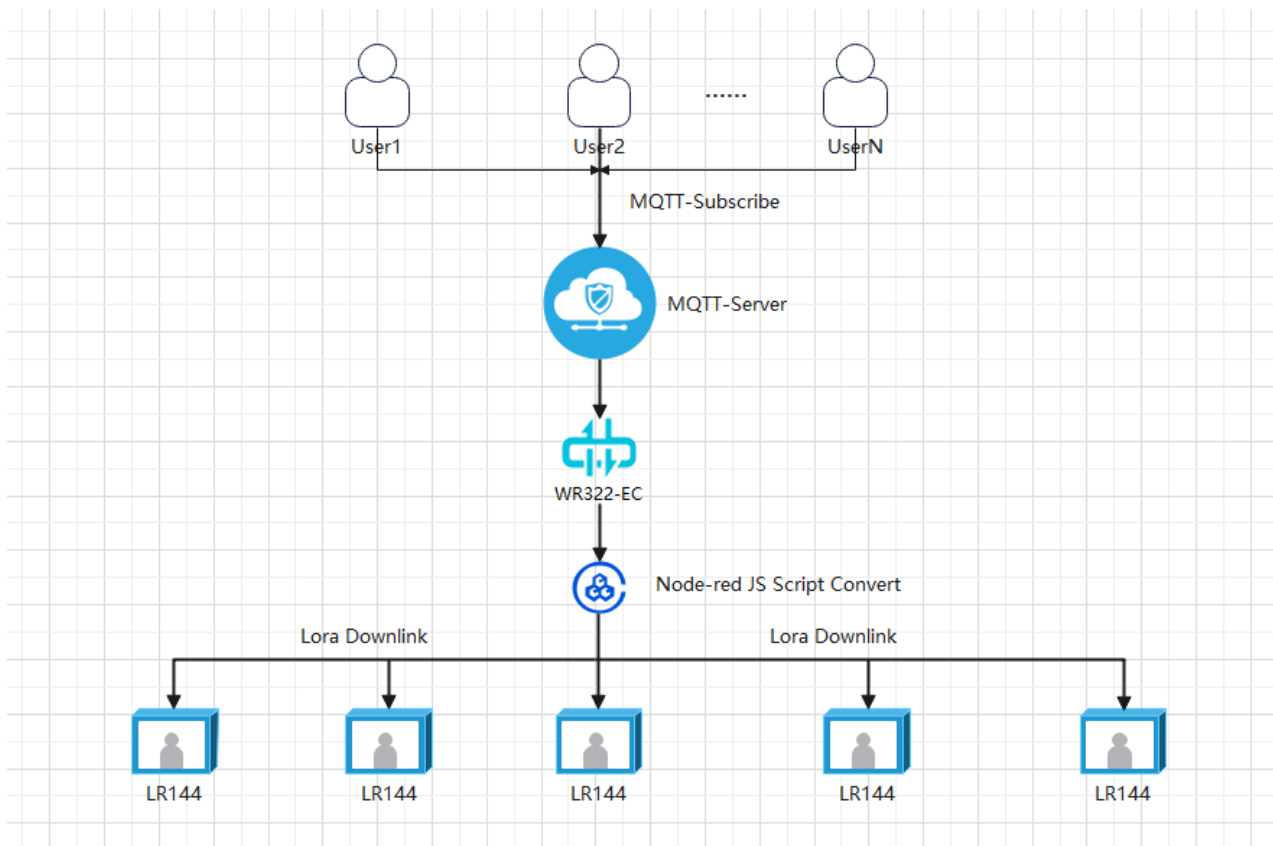 ......
User1
User2
UserN
MQTT-Subscribe
MQTT-Server
WR322-EC
Node-red JS Script Convert
Lora Downlink
Lora Downlink
LR144
LR144
LR144
LR144
LR144